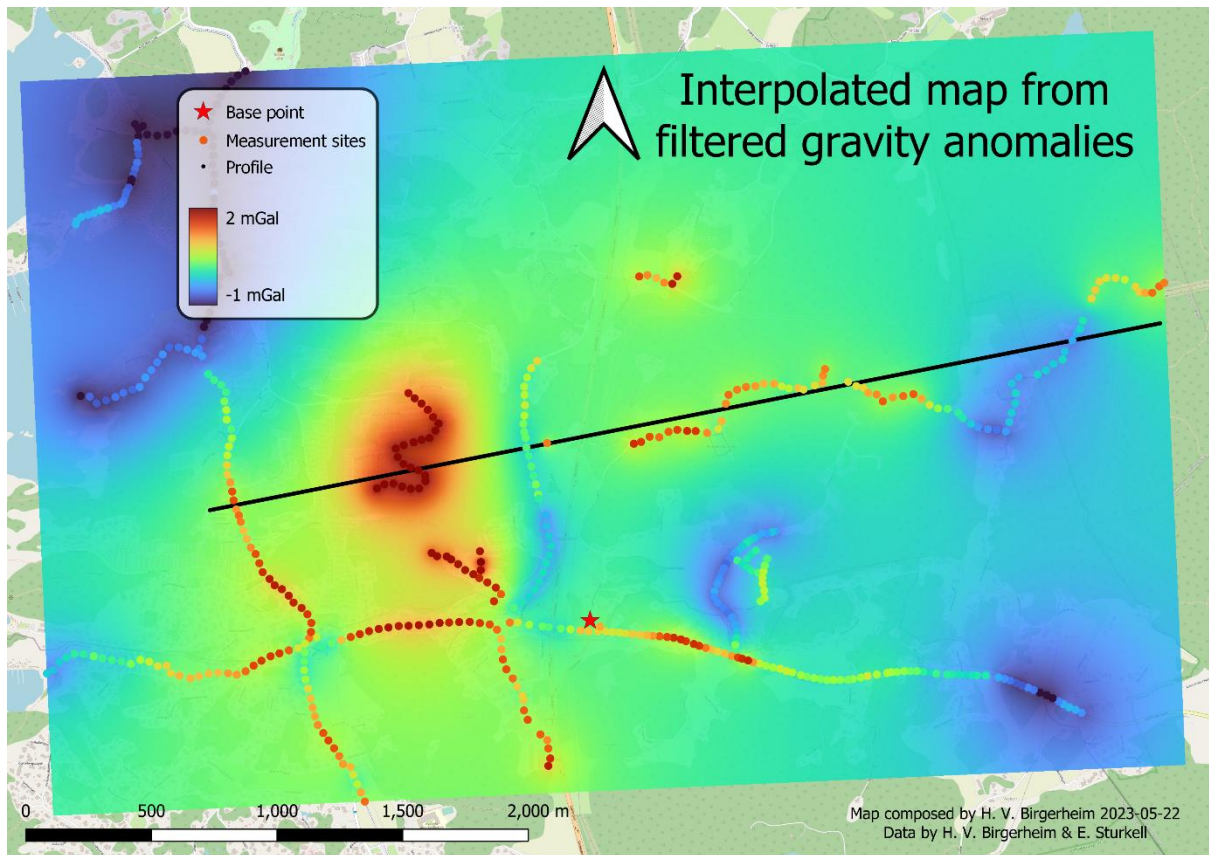 Interpolated map from
filtered gravity anomalies
Base point
Measurement sites
Profile
2 mGal
-1 mGal
0 500 1,000 1,500 2,000 m
Map composed by H. V. Birgerheim 2023-05-22
Data by H. V. Birgerheim & E. Sturkell